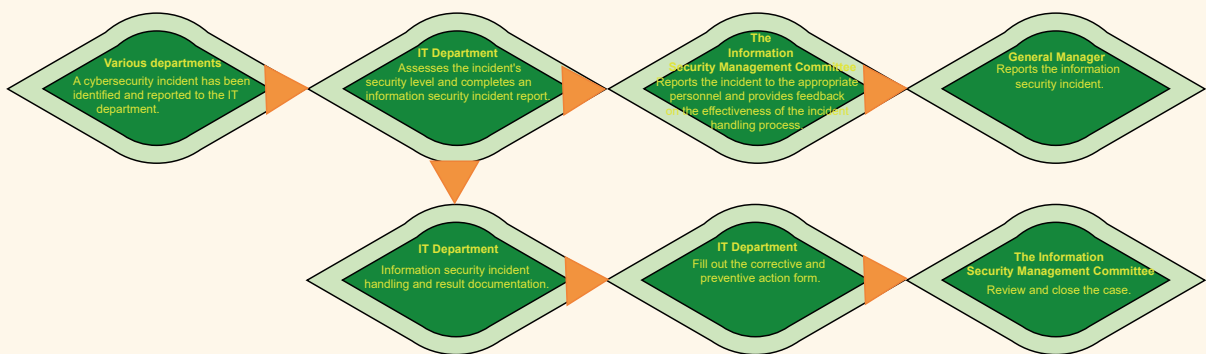 Various departments
A cybersecurity incident has been
identified and reported to the IT
department.
IT Department
Assesses the incident's
security level and completes an
information security incident report.
The
Information
Security Management Committee
Reports the incident to the appropriate
personnel and provides feedback
on the effectiveness of the incident
handling process.
General Manager
Reports the information
security incident.
IT Department
Information security incident
handling and result documentation.
IT Department
Fill out the corrective and
preventive action form.
The Information
Security Management Committee
Review and close the case.